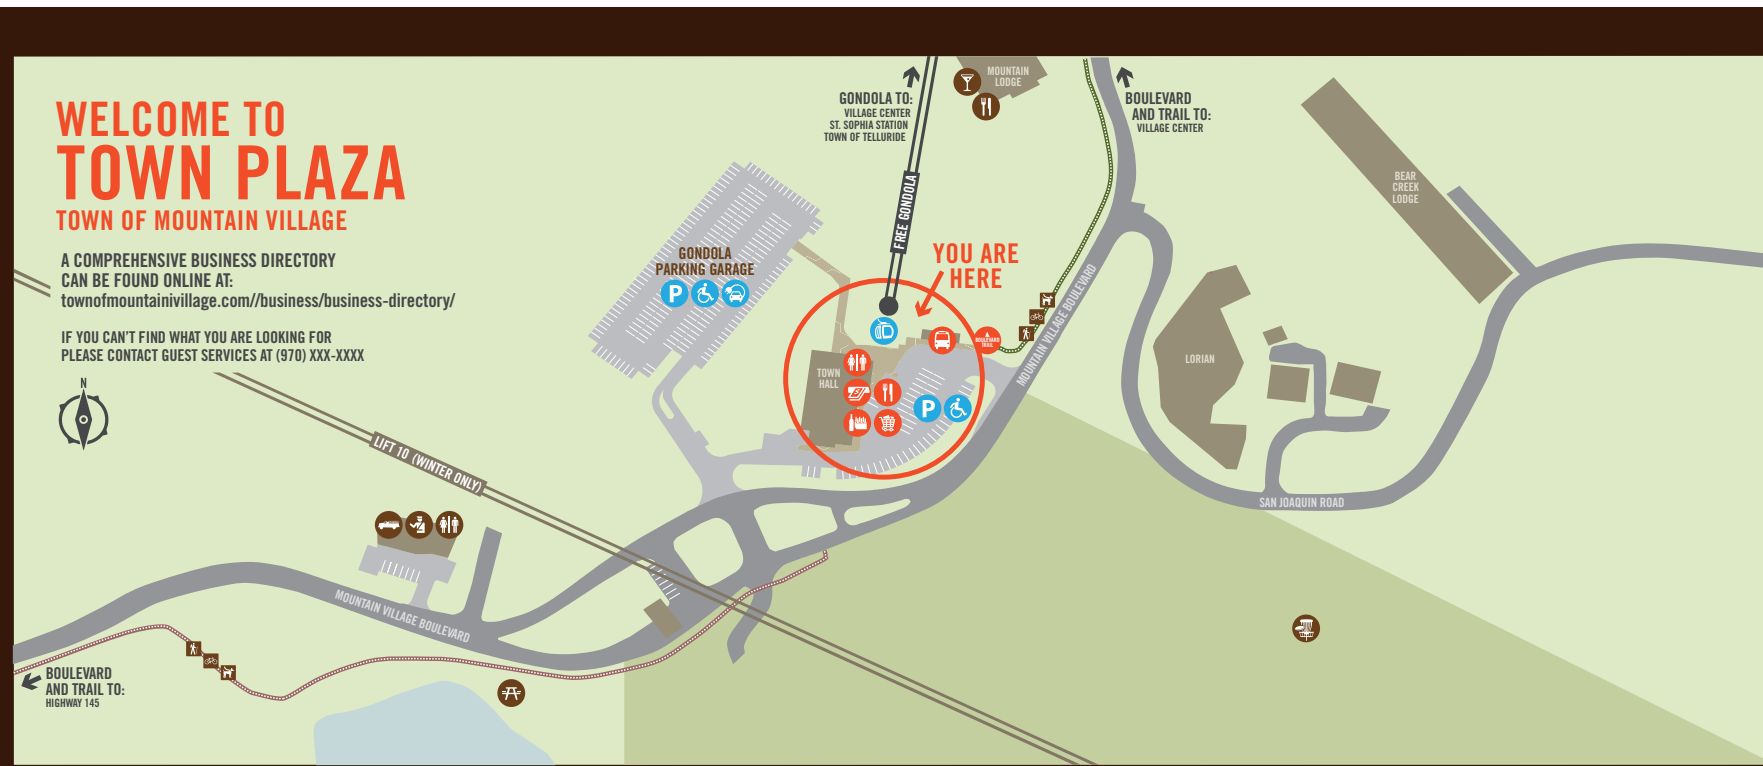 WELCOME TO
TOWN PLAZA
TOWN OF MOUNTAIN VILLAGE
A COMPREHENSIVE BUSINESS DIRECTORY
CAN BE FOUND ONLINE AT:
townofmountainivillage.com//business/business-directory/
IF YOU CAN'T FIND WHAT YOU ARE LOOKING FOR
PLEASE CONTACT GUEST SERVICES AT (970) XXX-XXXX
N
GONDOLA TO:
VILLAGE CENTER
ST. SOPHIA STATION
TOWN OF TELLURIDE
MOUNTAIN
LODGE
BOULEVARD
AND TRAIL TO:
VILLAGE CENTER
BEAR
CREEK
LODGE
FREE GONDOLA
GONDOLA
PARKING GARAGE
P
YOU ARE
HERE
MOUNTAIN VILLAGE BOULEVARD
BOULEVARD
TRAIL
TOWN
HALL
P
LORIAN
SAN JOAQUIN ROAD
LIFT 10 (WINTER ONLY)
MOUNTAIN VILLAGE BOULEVARD
BOULEVARD
AND TRAIL TO:
HIGHWAY 145